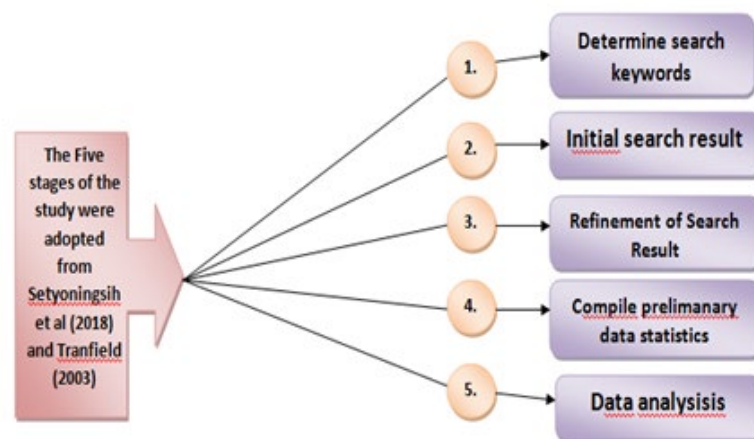 The Five
stages of the
study were
adopted
from
Setyoningsih
et al (2018)
and Tranfield
(2003)
1.
Determine search
keywords
2.
Initial search result
3.
Refinement of Search
Result
4.
Compile prelimanary
data statistics
5.
Data analysisis